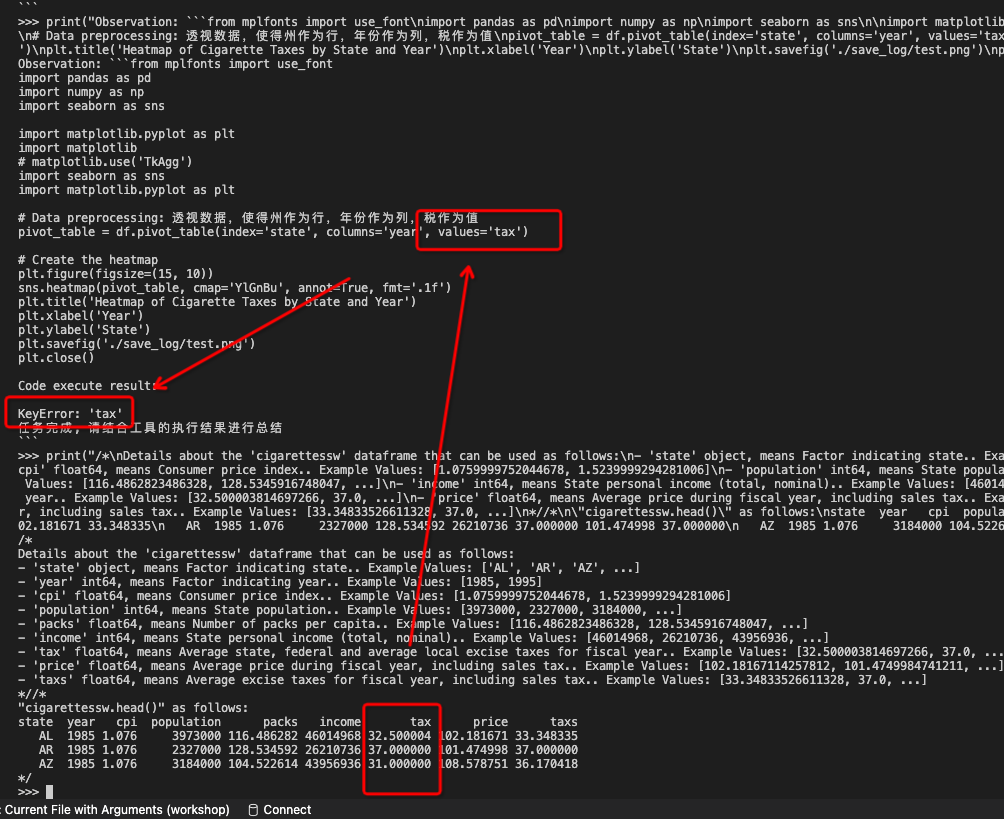 ```
>>> print("Observation: ```from mplfonts import use_font\nimport pandas as pd\nimport numpy as np\nimport seaborn as sns\n\nimport matplotlib
\n# Data preprocessing: 透视数据, 使得州作为行, 年份作为列, 税作为值\npivot_table = df.pivot_table(index='state', columns='year', values='tax
')\nplt.title('Heatmap of Cigarette Taxes by State and Year')\nplt.xlabel('Year')\nplt.ylabel('State')\nplt.savefig('./save_log/test.png')\np
Observation: ```from mplfonts import use_font
import pandas as pd
import numpy as np
import seaborn as sns
import matplotlib.pyplot as plt
import matplotlib
# matplotlib.use('TkAgg')
import seaborn as sns
import matplotlib.pyplot as plt
# Data preprocessing: 透视数据, 使得州作为行, 年份作为列, 税作为值
pivot_table = df.pivot_table(index='state', columns='year', values='tax')
# Create the heatmap
plt.figure(figsize=(15, 10))
sns.heatmap(pivot_table, cmap='YlGnBu', annot=True, fmt='.1f')
plt.title('Heatmap of Cigarette Taxes by State and Year')
plt.xlabel('Year')
plt.ylabel('State')
plt.savefig('./save_log/test.png')
plt.close()
Code execute result:
KeyError: 'tax'
任务完成, 请结合工具的执行结果进行总结
```
>>> print("/*\nDetails about the 'cigarettessw' dataframe that can be used as follows:\n- 'state' object, means Factor indicating state.. Exa
cpi' float64, means Consumer price index.. Example Values: [1.0759999752044678, 1.5239999294281006]\n- 'population' int64, means State popula
Values: [116.4862823486328, 128.5345916748047, ...]\n- 'income' int64, means State personal income (total, nominal).. Example Values: [46014
year.. Example Values: [32.500003814697266, 37.0, ...]\n- 'price' float64, means Average price during fiscal year, including sales tax.. Exa
r, including sales tax.. Example Values: [33.34833526611328, 37.0, ...]\n*//*\n\"cigarettessw.head()\" as follows:\nstate  year   cpi  popula
02.181671 33.348335\n   AR  1985 1.076     2327000 128.534592 26210736 37.000000 101.474998 37.000000\n   AZ  1985 1.076     3184000 104.5226
/*
Details about the 'cigarettessw' dataframe that can be used as follows:
- 'state' object, means Factor indicating state.. Example Values: ['AL', 'AR', 'AZ', ...]
- 'year' int64, means Factor indicating year.. Example Values: [1985, 1995]
- 'cpi' float64, means Consumer price index.. Example Values: [1.0759999752044678, 1.5239999294281006]
- 'population' int64, means State population.. Example Values: [3973000, 2327000, 3184000, ...]
- 'packs' float64, means Number of packs per capita.. Example Values: [116.4862823486328, 128.5345916748047, ...]
- 'income' int64, means State personal income (total, nominal).. Example Values: [46014968, 26210736, 43956936, ...]
- 'tax' float64, means Average state, federal and average local excise taxes for fiscal year.. Example Values: [32.500003814697266, 37.0, ...
- 'price' float64, means Average price during fiscal year, including sales tax.. Example Values: [102.18167114257812, 101.4749984741211, ...]
- 'taxs' float64, means Average excise taxes for fiscal year, including sales tax.. Example Values: [33.34833526611328, 37.0, ...]
*//*
"cigarettessw.head()" as follows:
state  year   cpi  population      packs   income       tax      price      taxs
   AL  1985 1.076     3973000 116.486282 46014968 32.500004 102.181671 33.348335
   AR  1985 1.076     2327000 128.534592 26210736 37.000000 101.474998 37.000000
   AZ  1985 1.076     3184000 104.522614 43956936 31.000000 108.578751 36.170418
*/
>>>
: Current File with Arguments (workshop) Connect